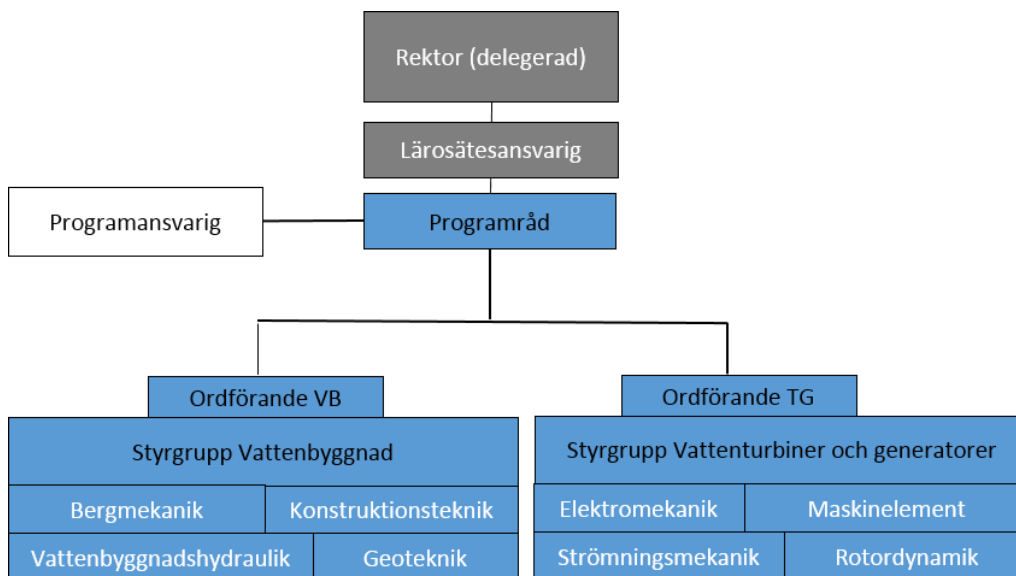 Rektor (delegerad)
Lärosätesansvarig
Programansvarig
Programråd
Ordförande VB
Ordförande TG
Styrgrupp Vattenbyggnad
Styrgrupp Vattenturbiner och generatorer
Bergmekanik
Konstruktionsteknik
Elektromekanik
Maskinelement
Vattenbyggnadshydraulik
Geoteknik
Strömningsmekanik
Rotordynamik